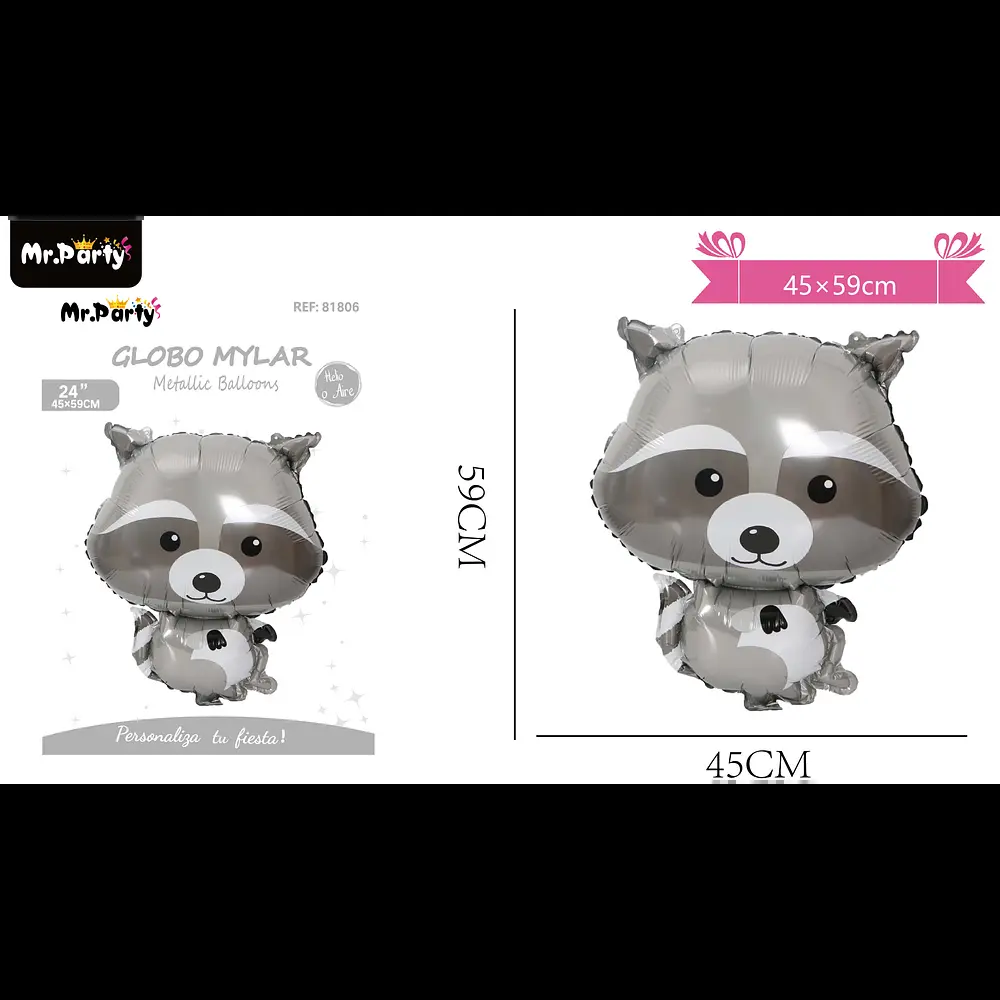 Mr.Party
Mr.Party
REF: 81806
GLOBO MYLAR
Metallic Balloons
Helio
o Aire
24”
45×59CM
Personaliza tu fiesta!
45×59cm
59CM
45CM